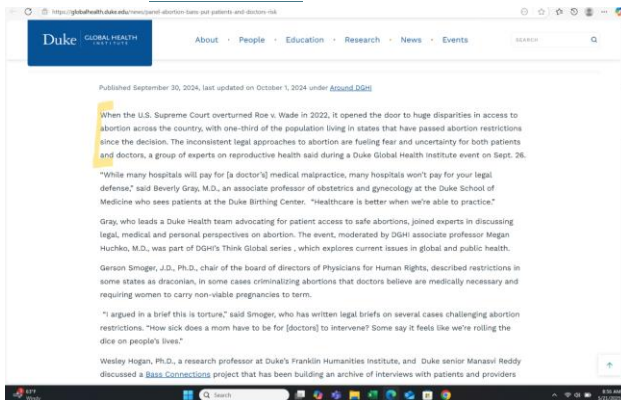 https://globalhealth.duke.edu/news/panel-abortion-bans-put-patients-and-doctors-risk
Duke GLOBAL HEALTH INSTITUTE
About · People · Education · Research · News · Events
SEARCH
Published September 30, 2024, last updated on October 1, 2024 under Around DGHI
When the U.S. Supreme Court overturned Roe v. Wade in 2022, it opened the door to huge disparities in access to
abortion across the country, with one-third of the population living in states that have passed abortion restrictions
since the decision. The inconsistent legal approaches to abortion are fueling fear and uncertainty for both patients
and doctors, a group of experts on reproductive health said during a Duke Global Health Institute event on Sept. 26.
“While many hospitals will pay for [a doctor’s] medical malpractice, many hospitals won’t pay for your legal
defense,” said Beverly Gray, M.D., an associate professor of obstetrics and gynecology at the Duke School of
Medicine who sees patients at the Duke Birthing Center. “Healthcare is better when we’re able to practice.”
Gray, who leads a Duke Health team advocating for patient access to safe abortions, joined experts in discussing
legal, medical and personal perspectives on abortion. The event, moderated by DGHI associate professor Megan
Huchko, M.D., was part of DGHI’s Think Global series , which explores current issues in global and public health.
Gerson Smoger, J.D., Ph.D., chair of the board of directors of Physicians for Human Rights, described restrictions in
some states as draconian, in some cases criminalizing abortions that doctors believe are medically necessary and
requiring women to carry non-viable pregnancies to term.
“I argued in a brief this is torture,” said Smoger, who has written legal briefs on several cases challenging abortion
restrictions. “How sick does a mom have to be for [doctors] to intervene? Some say it feels like we’re rolling the
dice on people’s lives.”
Wesley Hogan, Ph.D., a research professor at Duke’s Franklin Humanities Institute, and Duke senior Manasvi Reddy
discussed a Bass Connections project that has been building an archive of interviews with patients and providers
Search